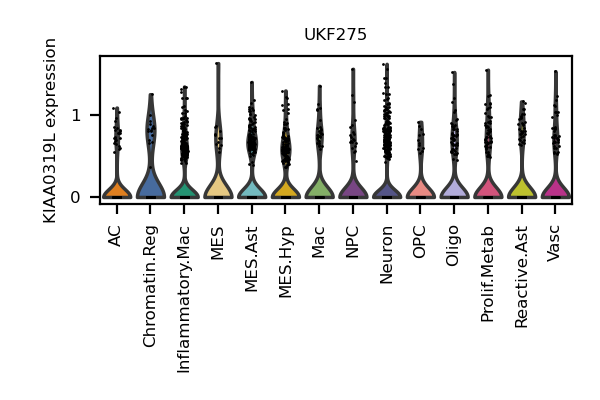 UKF275
KIAA0319L expression
1
0
AC
Chromatin.Reg
Inflammatory.Mac
MES
MES.Ast
MES.Hyp
Mac
NPC
Neuron
OPC
Oligo
Prolif.Metab
Reactive.Ast
Vasc